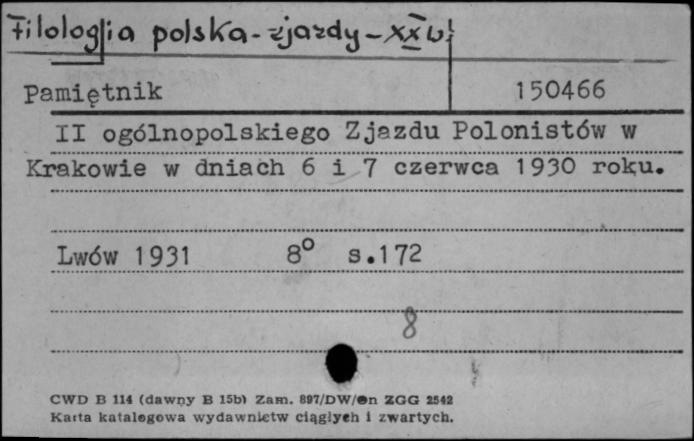 Filologia polska - zjazdy - XX w.
Pamiętnik 150466
II ogólnopolskiego Zjazdu Polonistów w
Krakowie w dniach 6 i 7 czerwca 1930 roku.
Lwów 1931 8° s.172
8
CWD B 114 (dawny B 15b) Zam. 897/DW/en ZGG 2542
Karta katalogowa wydawnictw ciągłych i zwartych.